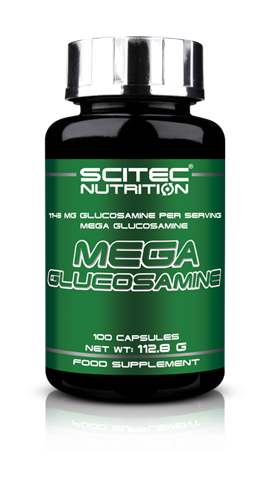 SCITEC
NUTRITION
1148 MG GLUCOSAMINE PER SERVING
MEGA GLUCOSAMINE
MEGA
GLUCOSAMINE
100 CAPSULES
NET WT: 112.8 G
FOOD SUPPLEMENT